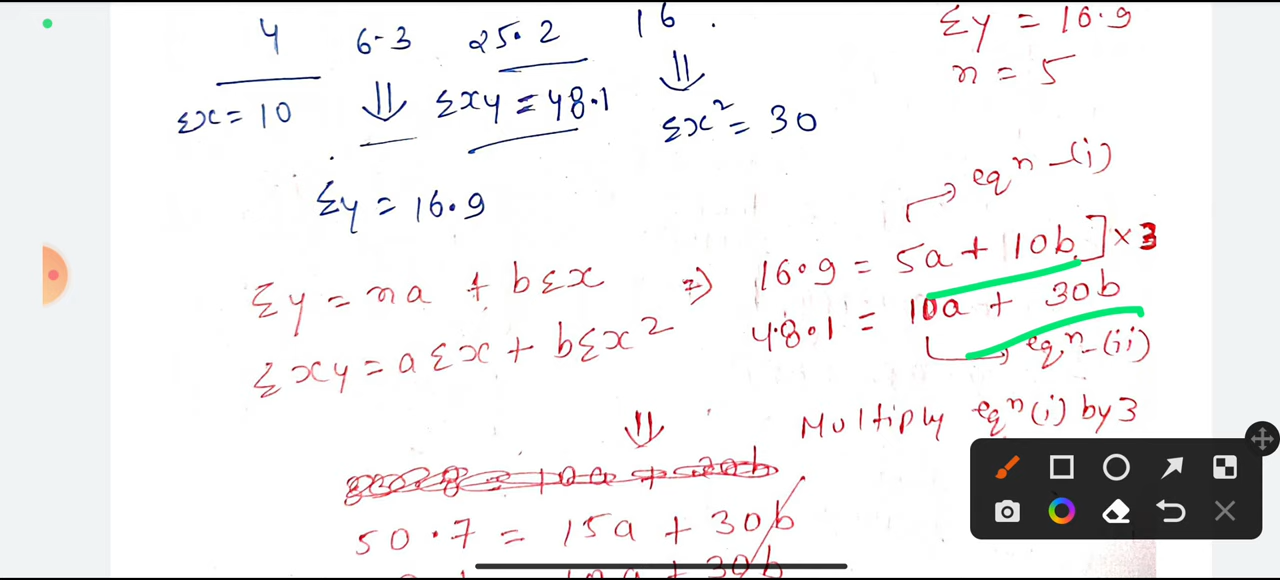 4 6-3 25.2 16 .
Σy = 16.9
n = 5
Σx = 10 ⇓ Σxy = 48.1 Σx² = 30
Σy = 16.9
eqⁿ-(i)
Σy = na + bΣx ⇒ 16.9 = 5a + 10b] × 3
Σxy = aΣx + bΣx² 48.1 = 10a + 30b
eqⁿ-(ii)
⇓ Multiply eqⁿ(i) by 3
50.7 = 15a + 30b
10a + 30b